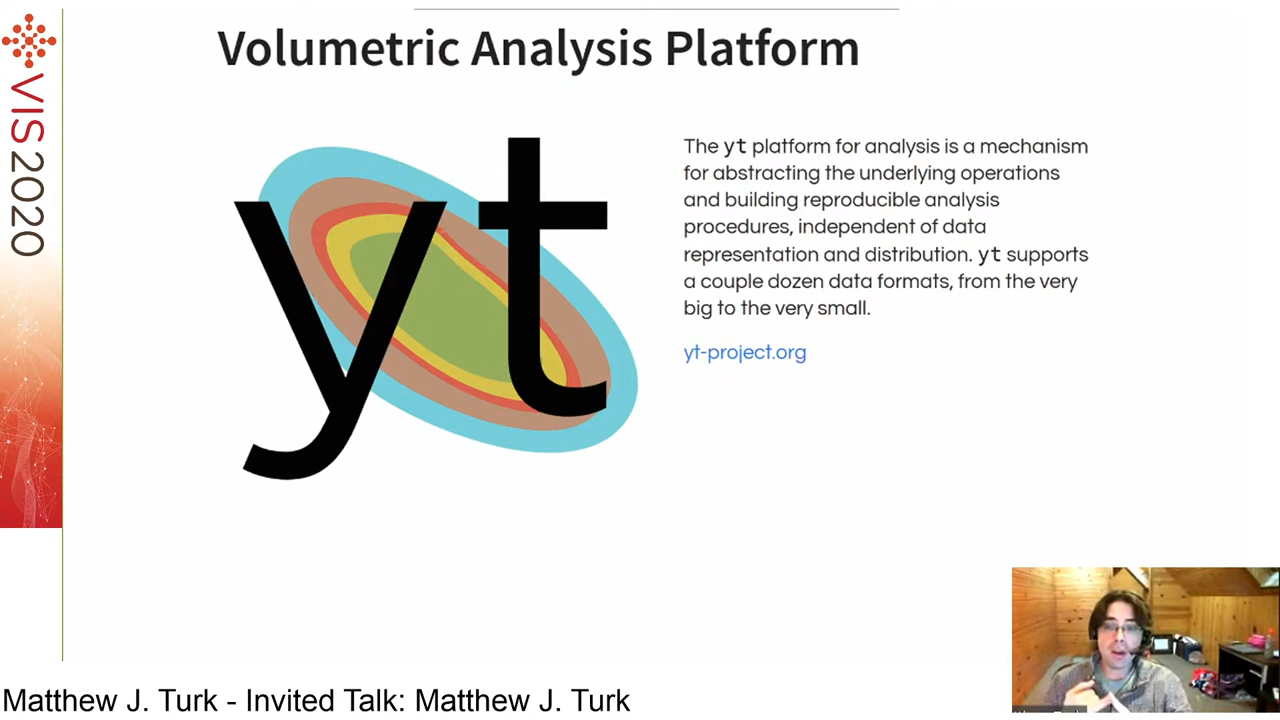 VIS2020
Volumetric Analysis Platform
yt
The yt platform for analysis is a mechanism
for abstracting the underlying operations
and building reproducible analysis
procedures, independent of data
representation and distribution. yt supports
a couple dozen data formats, from the very
big to the very small.
yt-project.org
Matthew J. Turk - Invited Talk: Matthew J. Turk